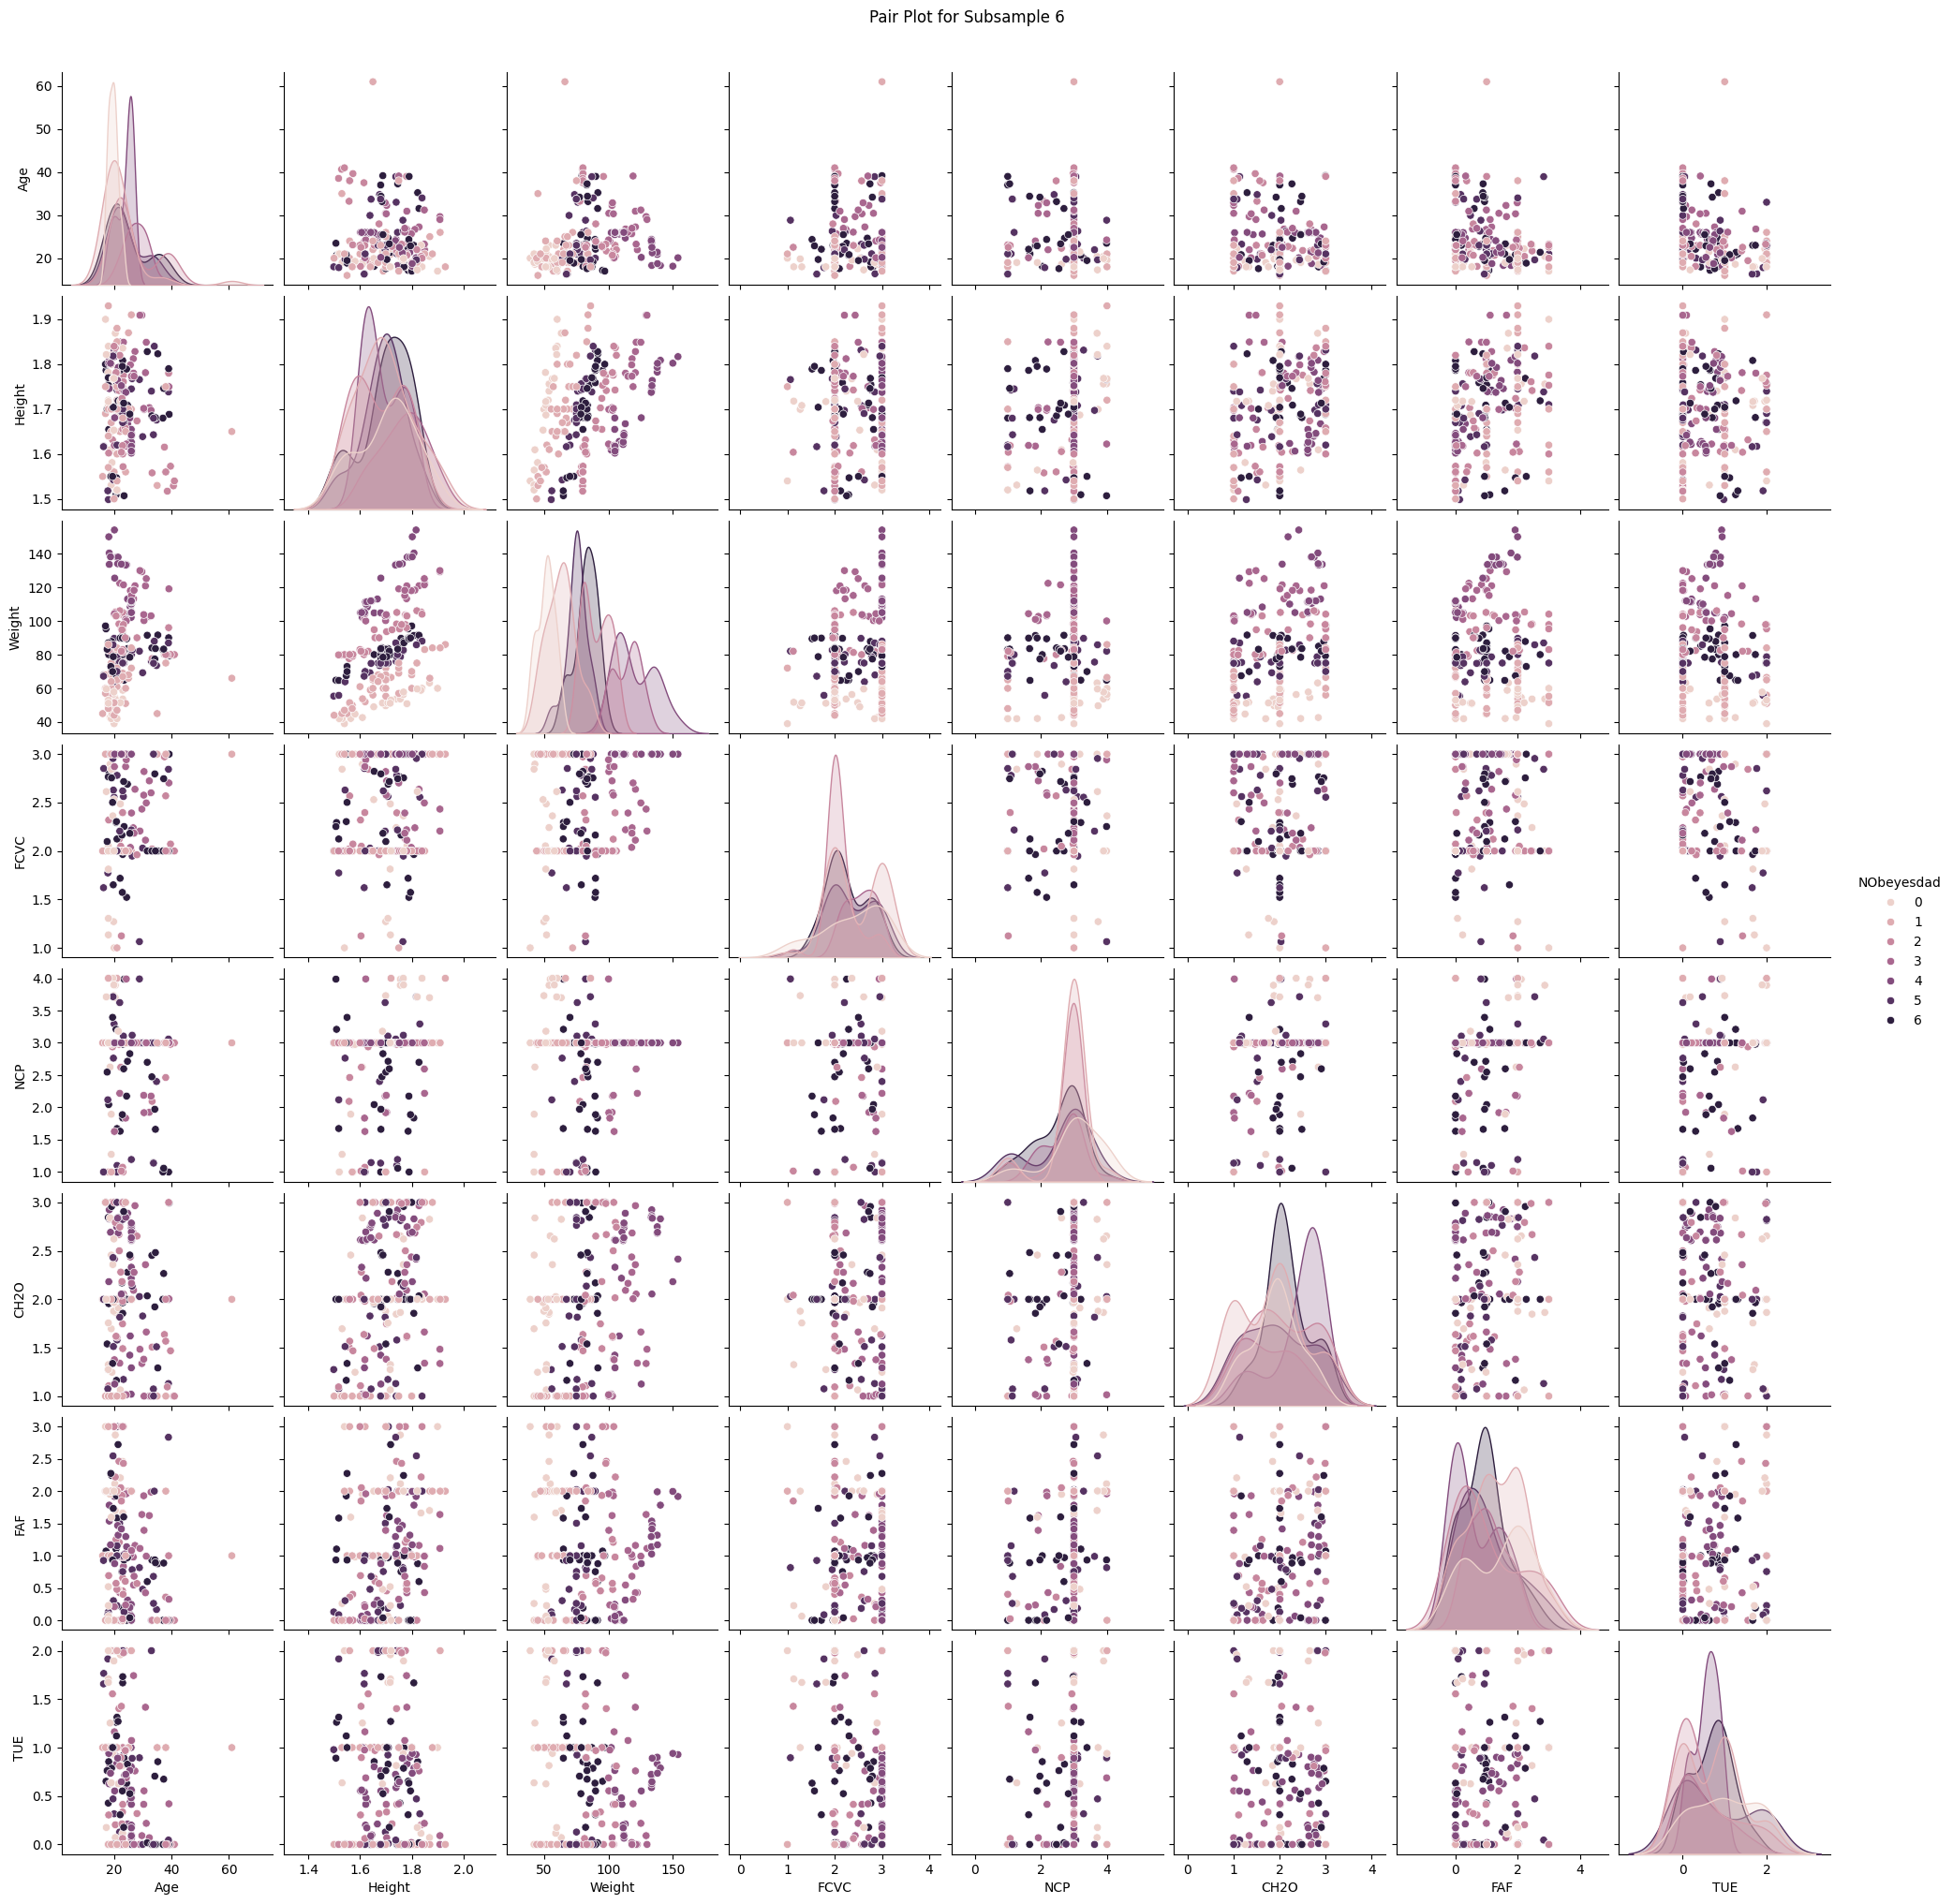 Pair Plot for Subsample 6
60
50
40
30
20
Age
1.9
1.8
1.7
1.6
1.5
Height
140
120
100
80
60
40
Weight
3.0
2.5
2.0
1.5
1.0
FCVC
NObeyesdad
0
1
2
3
4
5
6
4.0
3.5
3.0
2.5
2.0
1.5
1.0
NCP
3.0
2.5
2.0
1.5
1.0
CH2O
3.0
2.5
2.0
1.5
1.0
0.5
0.0
FAF
2.0
1.5
1.0
0.5
0.0
TUE
20 40 60
1.4 1.6 1.8 2.0
50 100 150
0 1 2 3 4
0 2 4
0 1 2 3 4
0 2 4
0 2
Age Height Weight FCVC NCP CH2O FAF TUE